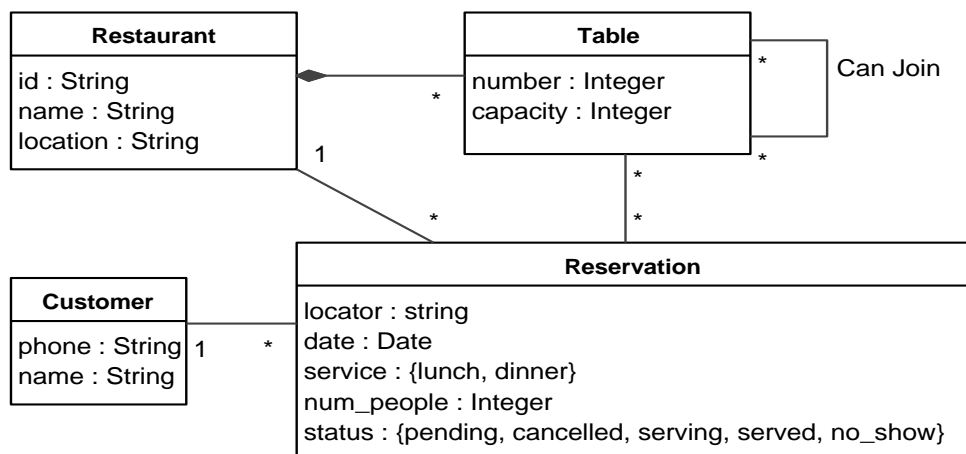 Restaurant
id : String
name : String
location : String
Table
number : Integer
capacity : Integer
*
*
Can Join
*
1
*
*
*
Reservation
locator : string
date : Date
service : {lunch, dinner}
num_people : Integer
status : {pending, cancelled, serving, served, no_show}
Customer
phone : String
name : String
1
*